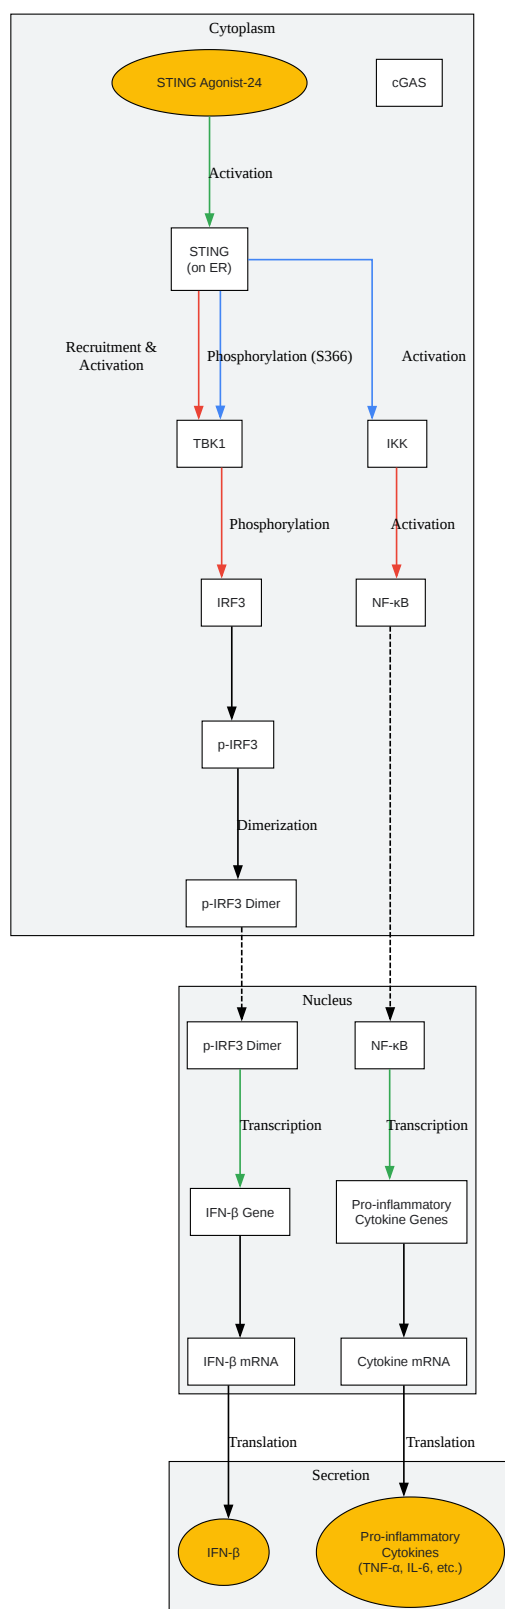 Cytoplasm
STING Agonist-24
cGAS
Activation
STING
(on ER)
Recruitment &
Activation
Phosphorylation (S366)
Activation
TBK1
IKK
Phosphorylation
Activation
IRF3
NF-κB
p-IRF3
Dimerization
p-IRF3 Dimer
Nucleus
p-IRF3 Dimer
NF-κB
Transcription
Transcription
IFN-β Gene
Pro-inflammatory
Cytokine Genes
IFN-β mRNA
Cytokine mRNA
Translation
Translation
Secretion
IFN-β
Pro-inflammatory
Cytokines
(TNF-α, IL-6, etc.)